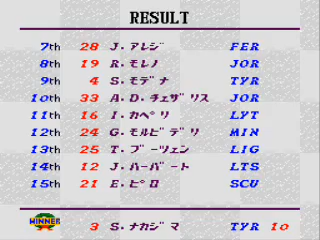 RESULT
7th 28 J.アレジ FER
8th 19 R.モレノ JOR
9th 4 S.モデナ TYR
10th 33 A.D.チェザリス JOR
11th 16 I.カペリ LYT
12th 24 G.モルビデリ MIN
13th 25 T.ブーツェン LIG
14th 12 J.ハーバート LTS
15th 21 E.ピロ SCU
WINNER 3 S.ナカジマ TYR 10